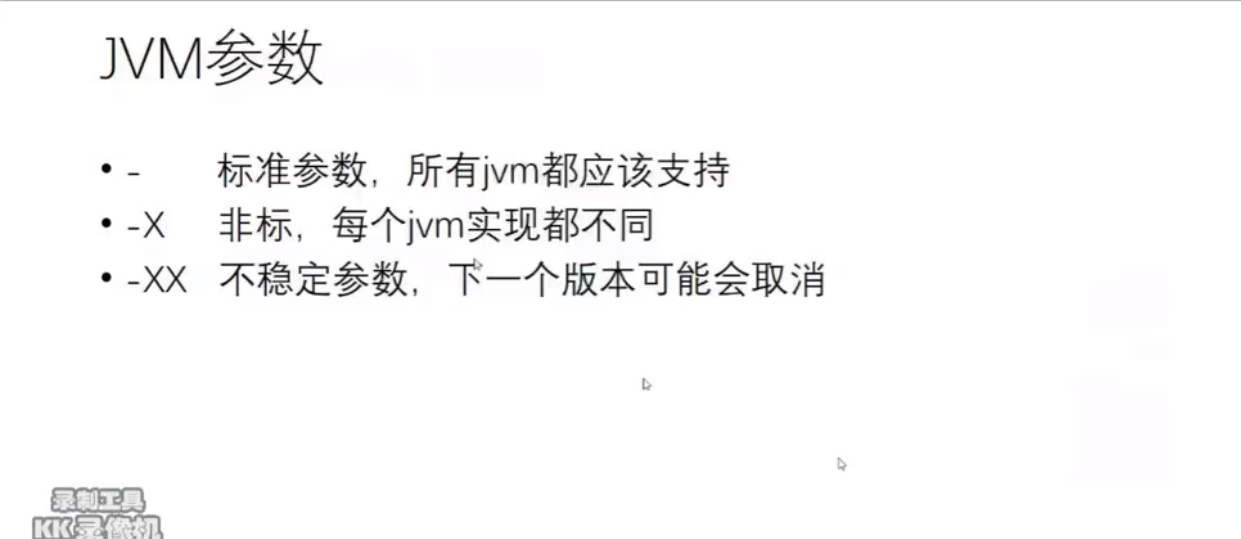 JVM参数
• - 标准参数，所有jvm都应该支持
• -X 非标，每个jvm实现都不同
• -XX 不稳定参数，下一个版本可能会取消
录制工具
KK录像机